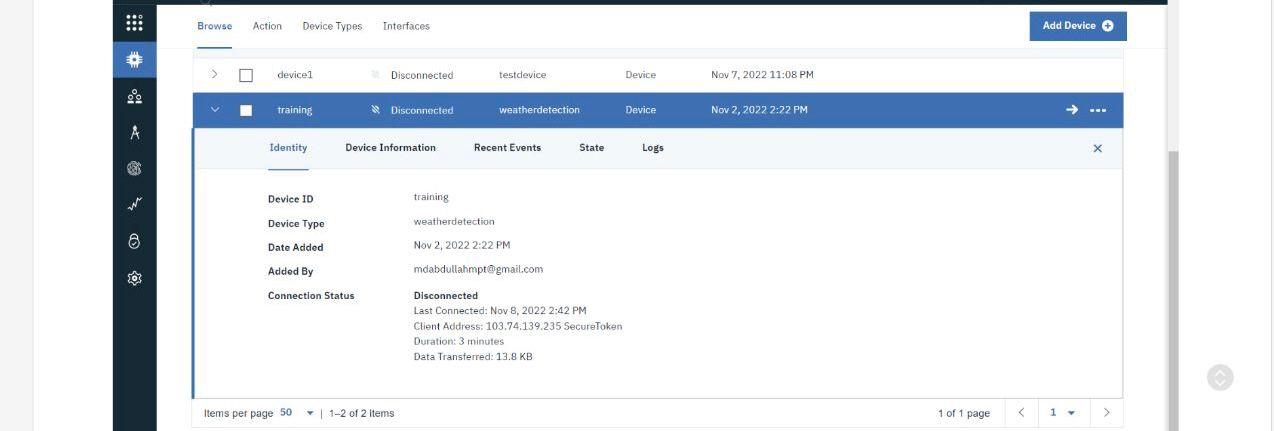 Browse Action Device Types Interfaces Add Device
device1 Disconnected testdevice Device Nov 7, 2022 11:08 PM
training Disconnected weatherdetection Device Nov 2, 2022 2:22 PM
Identity Device Information Recent Events State Logs
Device ID training
Device Type weatherdetection
Date Added Nov 2, 2022 2:22 PM
Added By mdabdullahmpt@gmail.com
Connection Status Disconnected
Last Connected: Nov 8, 2022 2:42 PM
Client Address: 103.74.139.235 SecureToken
Duration: 3 minutes
Data Transferred: 13.8 KB
Items per page 50 | 1–2 of 2 items 1 of 1 page 1